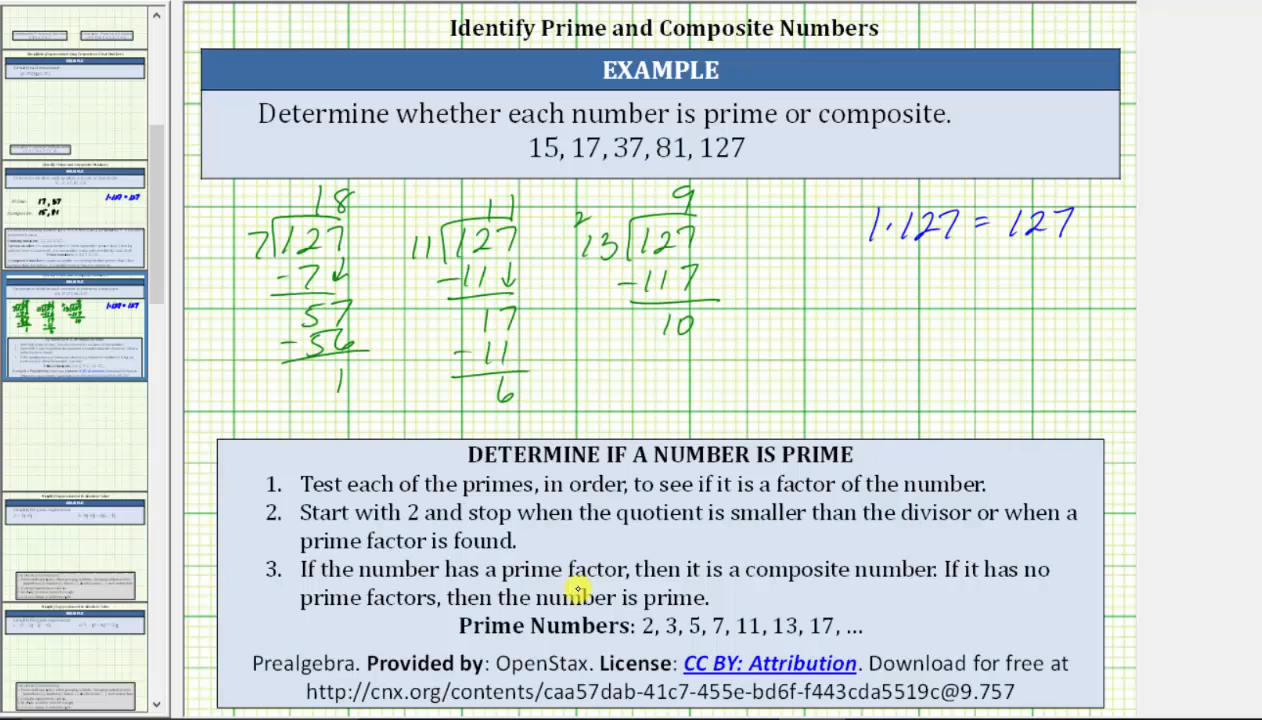 Identify Prime and Composite Numbers
EXAMPLE
Determine whether each number is prime or composite.
15, 17, 37, 81, 127
18
7 127
-7↓
57
-56
1
11
11 127
-11↓
17
-11
6
9
2
13 127
-117
10
1·127 = 127
DETERMINE IF A NUMBER IS PRIME
1. Test each of the primes, in order, to see if it is a factor of the number.
2. Start with 2 and stop when the quotient is smaller than the divisor or when a
prime factor is found.
3. If the number has a prime factor, then it is a composite number. If it has no
prime factors, then the number is prime.
Prime Numbers: 2, 3, 5, 7, 11, 13, 17, ...
Prealgebra. Provided by: OpenStax. License: CC BY: Attribution. Download for free at
http://cnx.org/contents/caa57dab-41c7-455e-bd6f-f443cda5519c@9.757